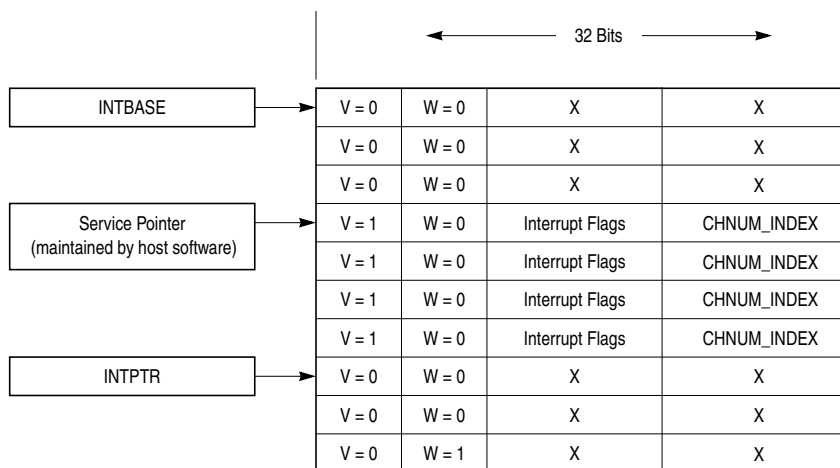 32 Bits
INTBASE
V = 0 W = 0 X X
V = 0 W = 0 X X
V = 0 W = 0 X X
Service Pointer
(maintained by host software)
V = 1 W = 0 Interrupt Flags CHNUM_INDEX
V = 1 W = 0 Interrupt Flags CHNUM_INDEX
V = 1 W = 0 Interrupt Flags CHNUM_INDEX
V = 1 W = 0 Interrupt Flags CHNUM_INDEX
INTPTR
V = 0 W = 0 X X
V = 0 W = 0 X X
V = 0 W = 1 X X